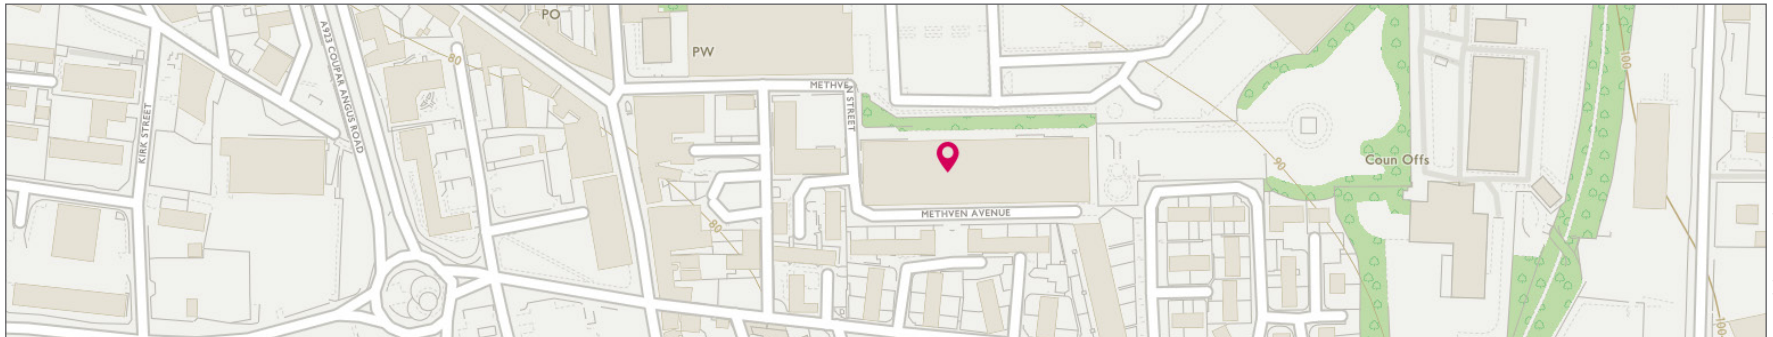 PO
A923 COUPAR ANGUS ROAD
80
PW
100
METHVEN STREET
KIRK STREET
90
Coun Offs
METHVEN AVENUE
80
100